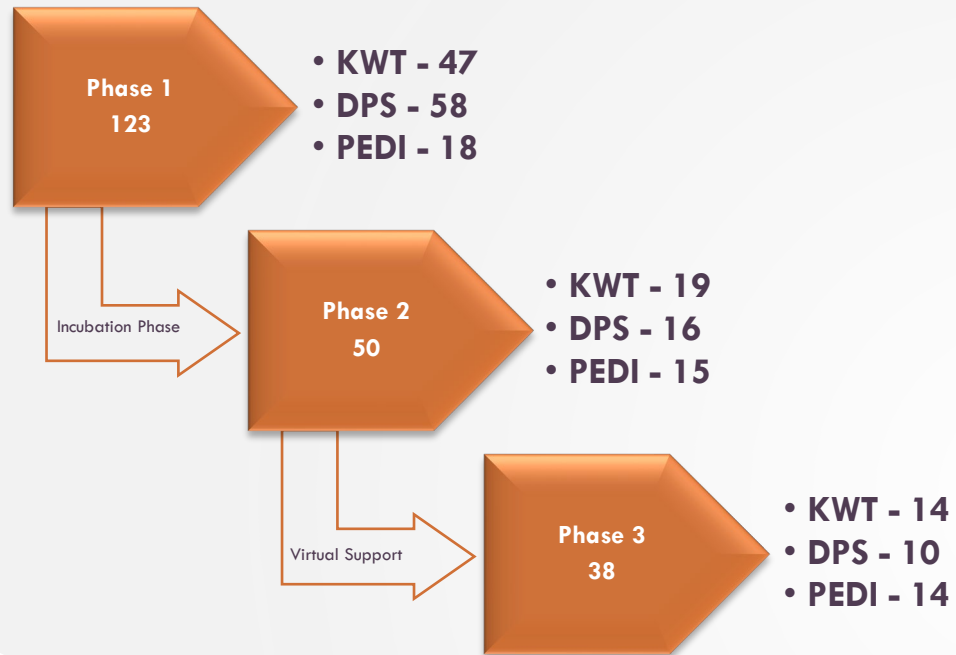 Phase 1
123
• KWT - 47
• DPS - 58
• PEDI - 18
Incubation Phase
Phase 2
50
• KWT - 19
• DPS - 16
• PEDI - 15
Virtual Support
Phase 3
38
• KWT - 14
• DPS - 10
• PEDI - 14